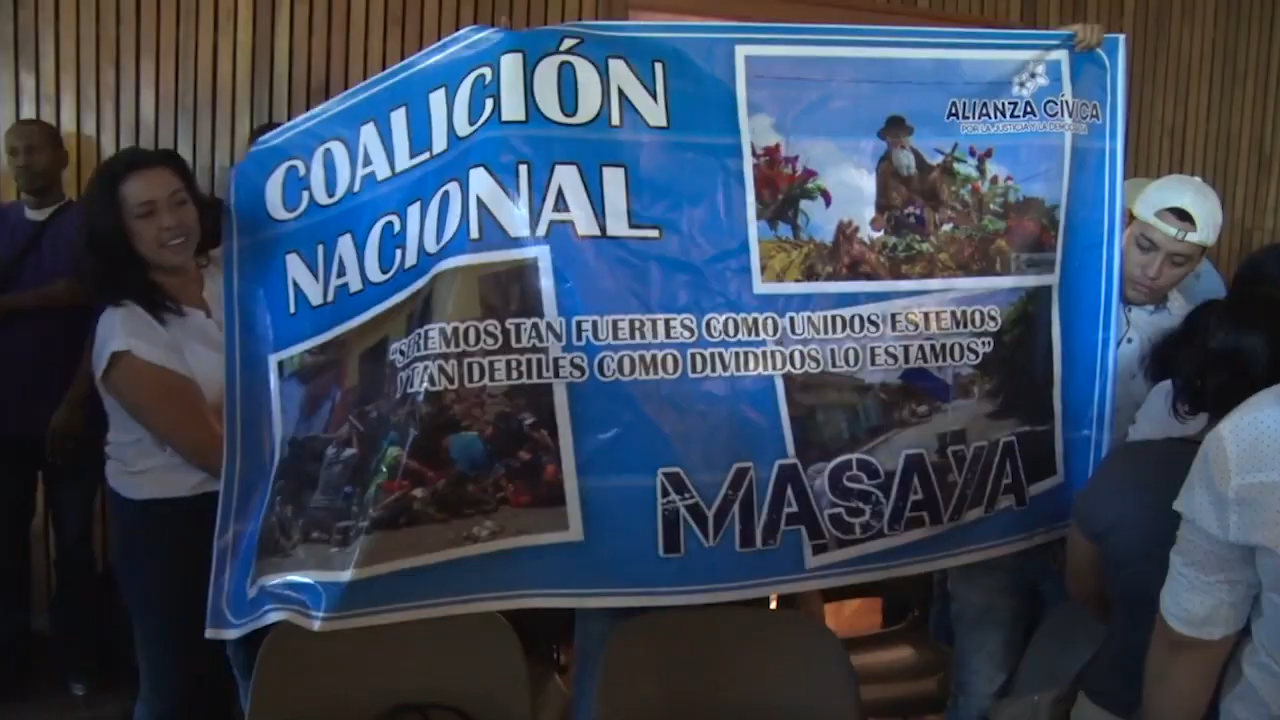 COALICIÓN
NACIONAL
ALIANZA CÍVICA
POR LA JUSTICIA Y LA DEMOCRACIA
“SEREMOS TAN FUERTES COMO UNIDOS ESTEMOS
Y TAN DEBILES COMO DIVIDIDOS LO ESTAMOS”
MASAYA